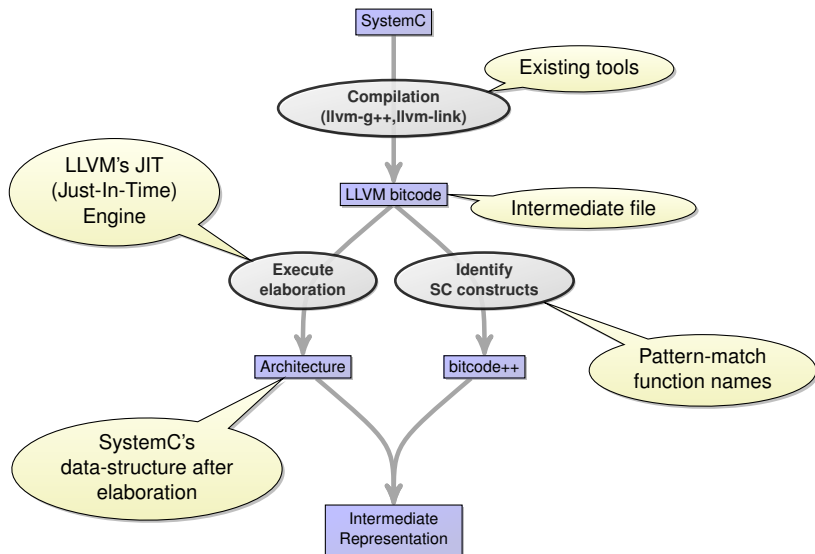 SystemC
Existing tools
Compilation
(llvm-g++,llvm-link)
LLVM's JIT
(Just-In-Time)
Engine
LLVM bitcode
Intermediate file
Execute
elaboration
Identify
SC constructs
Architecture
bitcode++
Pattern-match
function names
SystemC's
data-structure after
elaboration
Intermediate
Representation